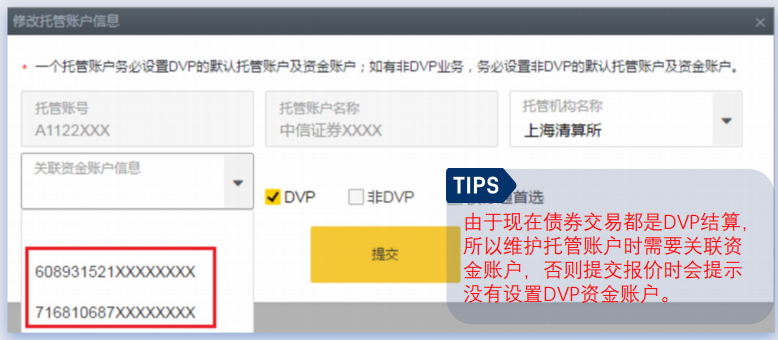 修改托管账户信息
* 一个托管账户务必设置DVP的默认托管账户及资金账户；如有非DVP业务，务必设置非DVP的默认托管账户及资金账户。
托管账号
A1122XXX
托管账户名称
中信证券XXXX
托管机构名称
上海清算所
关联资金账户信息
DVP
非DVP
首选
608931521XXXXXXXX
716810687XXXXXXXX
提交
TIPS
由于现在债券交易都是DVP结算,
所以维护托管账户时需要关联资
金账户，否则提交报价时会提示
没有设置DVP资金账户。